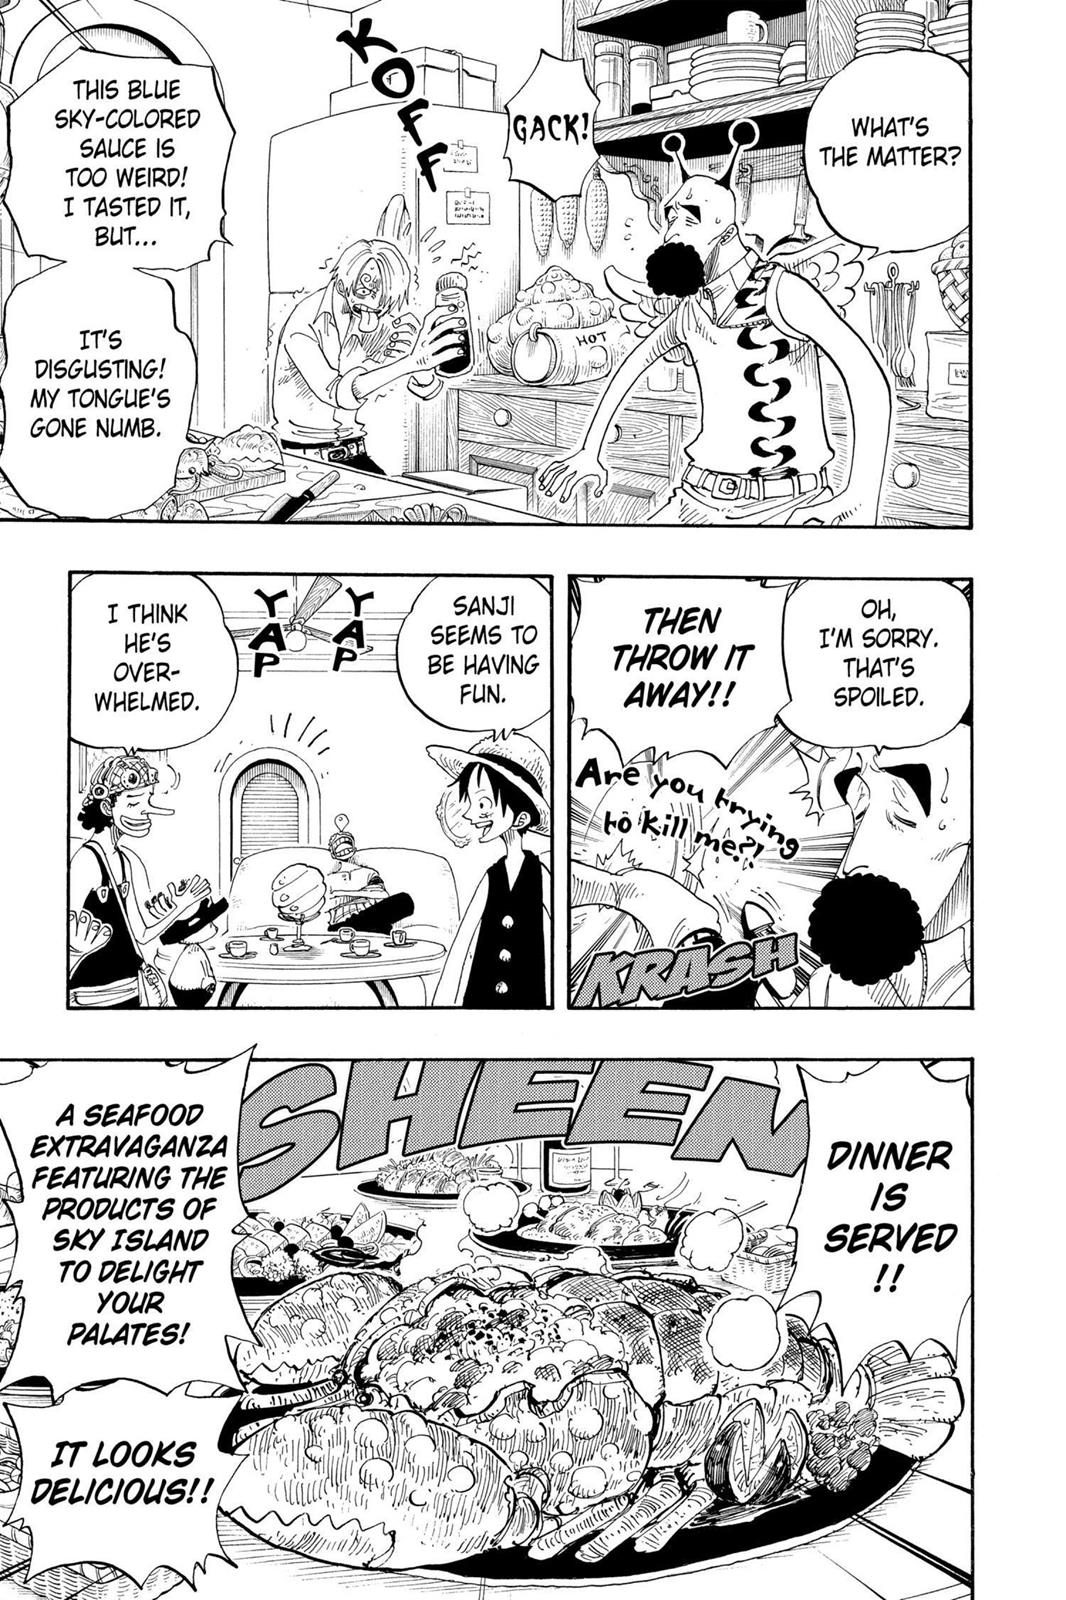 WHAT'S
THE MATTER?
GACK!
KOFF
HOT
THIS BLUE
SKY-COLORED
SAUCE IS
TOO WEIRD!
I TASTED IT,
BUT...
IT'S
DISGUSTING!
MY TONGUE'S
GONE NUMB.
OH,
I'M SORRY.
THAT'S
SPOILED.
THEN
THROW IT
AWAY!!
Are you trying
to kill me?!
KRASH
SANJI
SEEMS TO
BE HAVING
FUN.
YAP
YAP
I THINK
HE'S
OVER-
WHELMED.
DINNER
IS
SERVED
!!
SHEEN
A SEAFOOD
EXTRAVAGANZA
FEATURING THE
PRODUCTS OF
SKY ISLAND
TO DELIGHT
YOUR
PALATES!
IT LOOKS
DELICIOUS!!